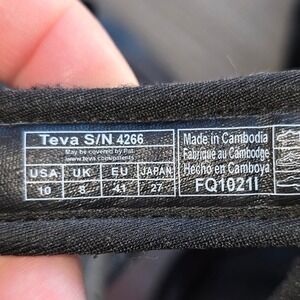 Teva S/N 4266
May be covered by Pat.
www.teva.com/patents
USA UK EU JAPAN
10 8 41 27
Made in Cambodia
Fabriqué au Cambodge
Hecho en Camboya
FQ1021I